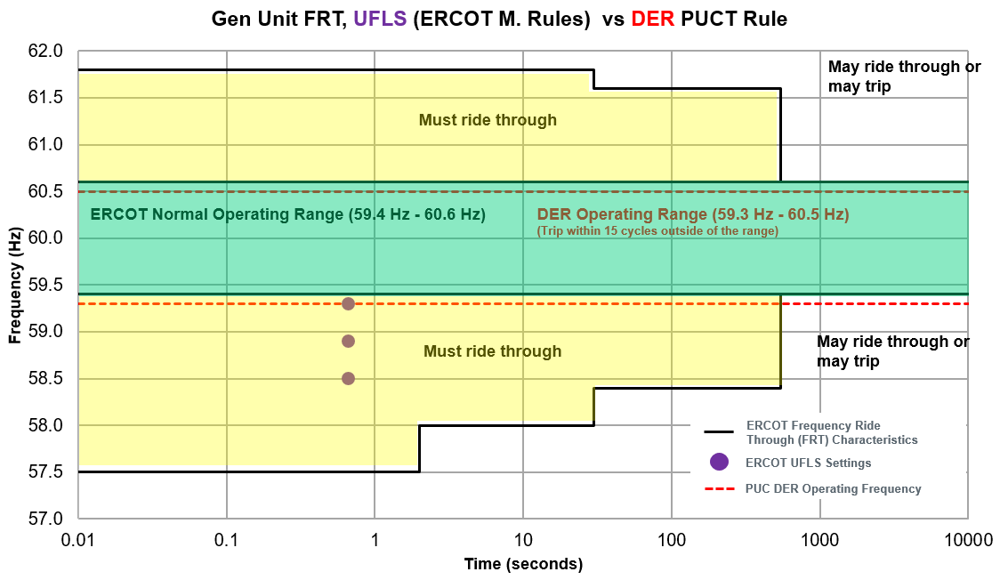 Gen Unit FRT, UFLS (ERCOT M. Rules) vs DER PUCT Rule
62.0
61.5
61.0
60.5
60.0
59.5
59.0
58.5
58.0
57.5
57.0
Frequency (Hz)
May ride through or
may trip
Must ride through
ERCOT Normal Operating Range (59.4 Hz - 60.6 Hz)
DER Operating Range (59.3 Hz - 60.5 Hz)
(Trip within 15 cycles outside of the range)
Must ride through
May ride through or
may trip
ERCOT Frequency Ride
Through (FRT) Characteristics
ERCOT UFLS Settings
PUC DER Operating Frequency
0.01
0.1
1
10
100
1000
10000
Time (seconds)